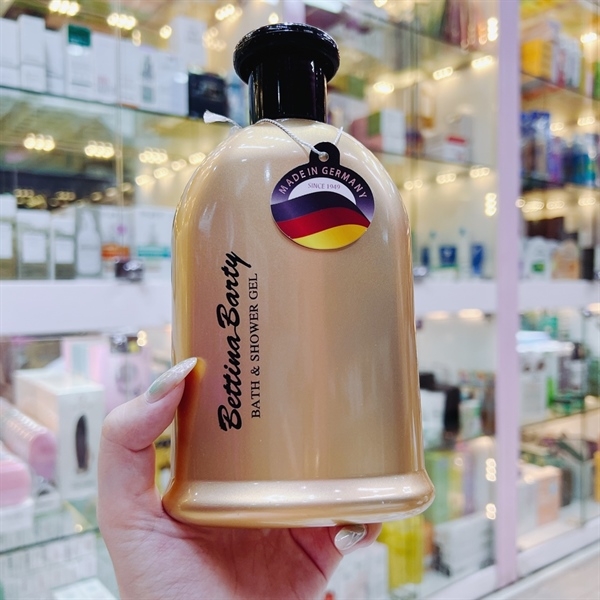 MADE IN GERMANY
SINCE 1949
Bettina Barty
BATH & SHOWER GEL